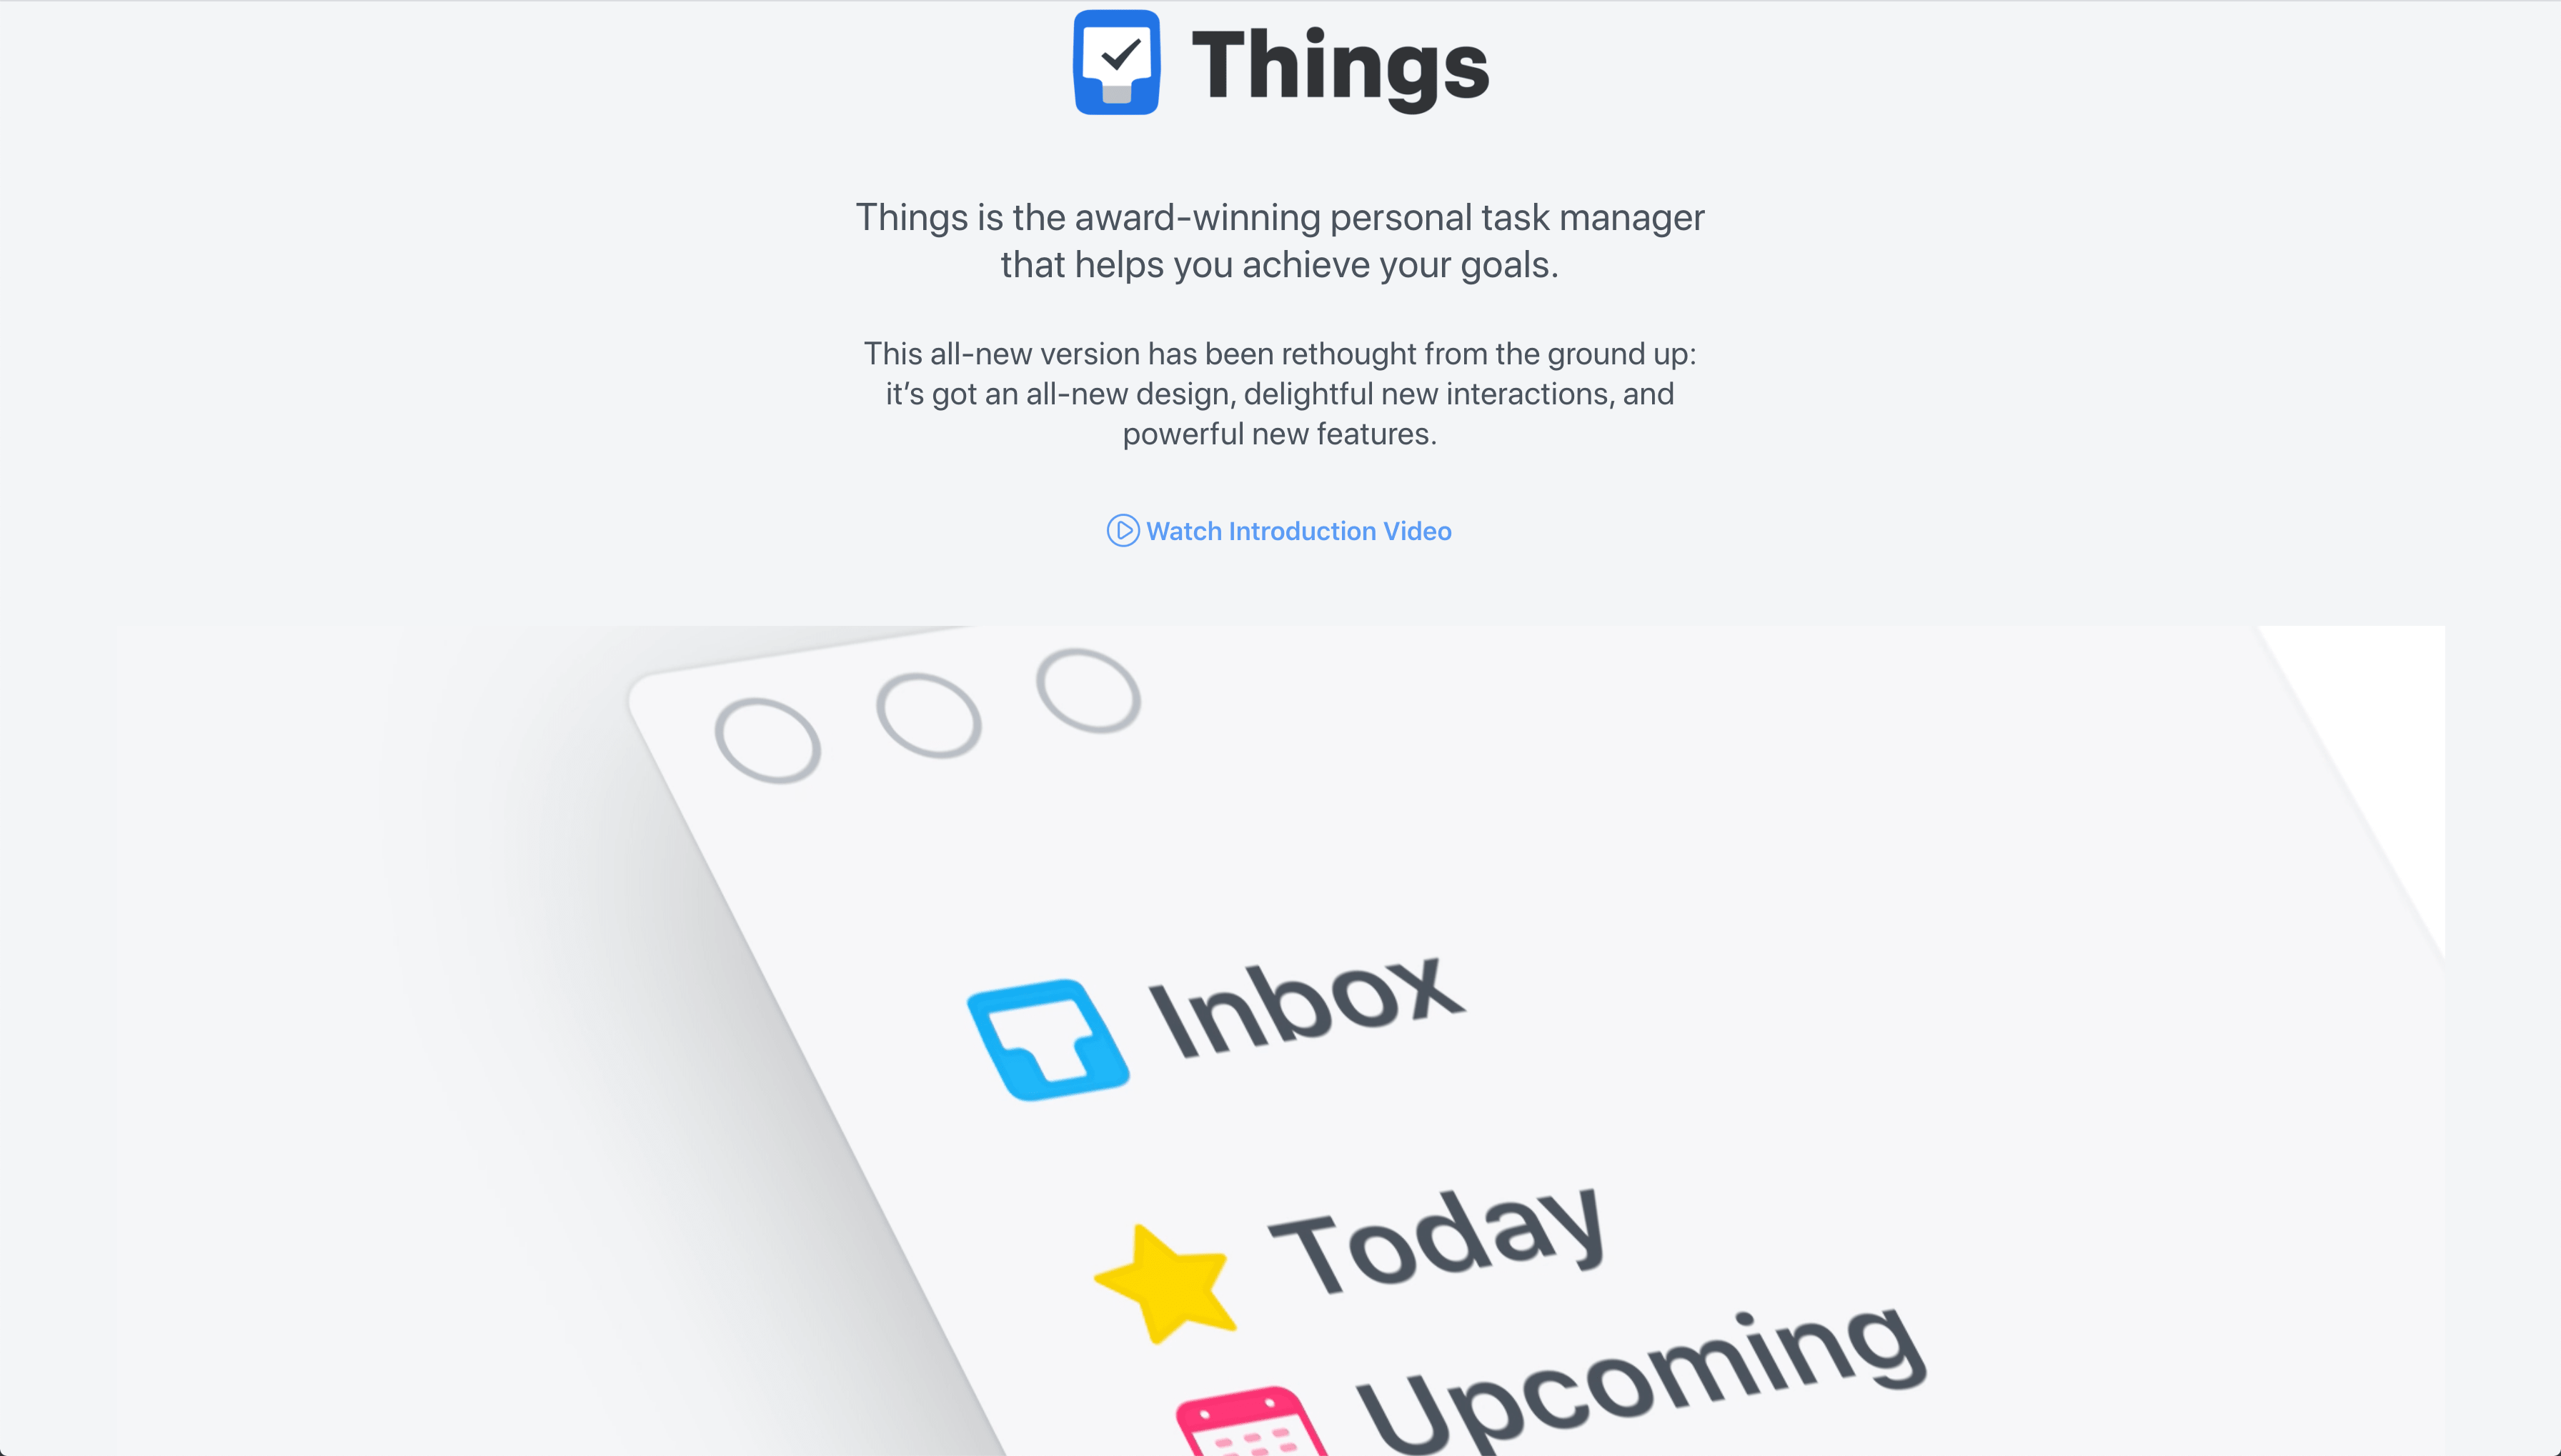 Things
Things is the award-winning personal task manager
that helps you achieve your goals.
This all-new version has been rethought from the ground up:
it’s got an all-new design, delightful new interactions, and
powerful new features.
Watch Introduction Video
Inbox
Today
Upcoming